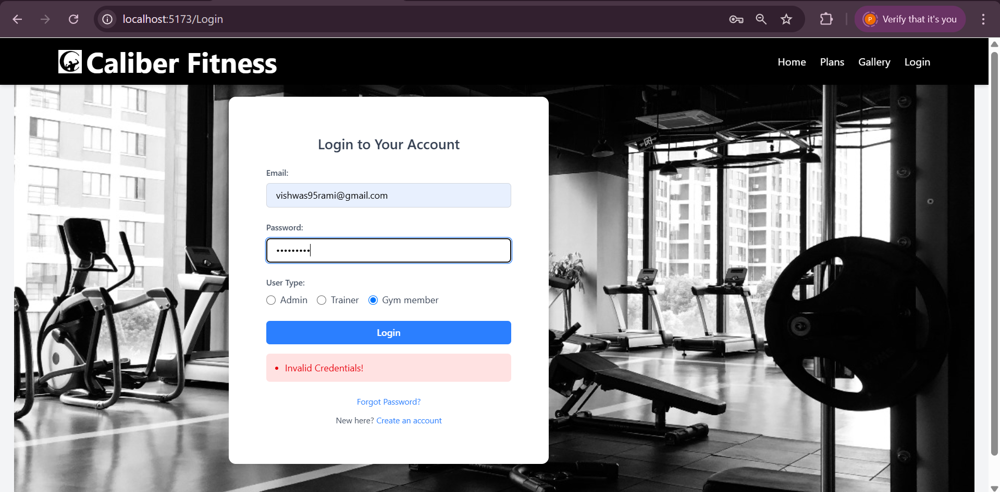 localhost:5173/Login
P Verify that it's you
Caliber Fitness
Home Plans Gallery Login
Login to Your Account
Email:
vishwas95rami@gmail.com
Password:
•••••••••
User Type:
Admin Trainer Gym member
Login
• Invalid Credentials!
Forgot Password?
New here? Create an account